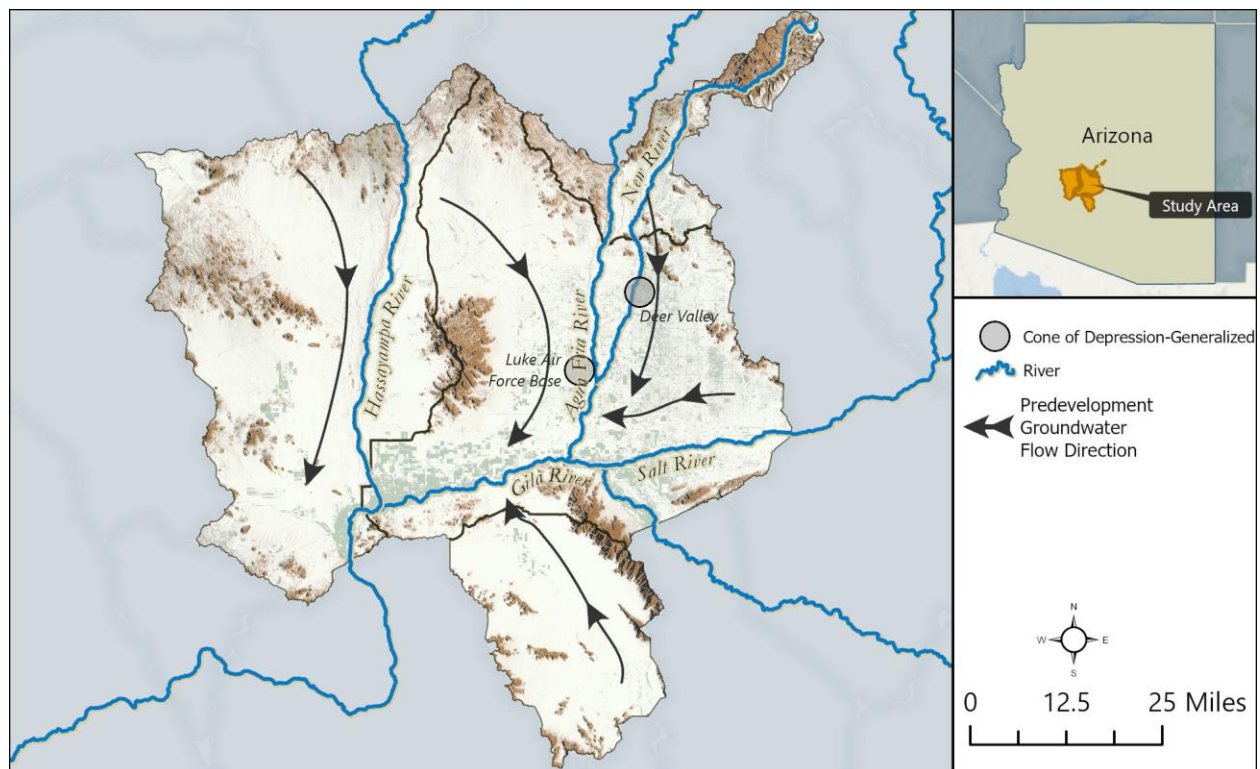 New River
Hassayampa River
Agua Fria River
Deer Valley
Luke Air
Force Base
Gila River
Salt River
Arizona
Study Area
Cone of Depression-Generalized
River
Predevelopment
Groundwater
Flow Direction
N
W E
S
0 12.5 25 Miles